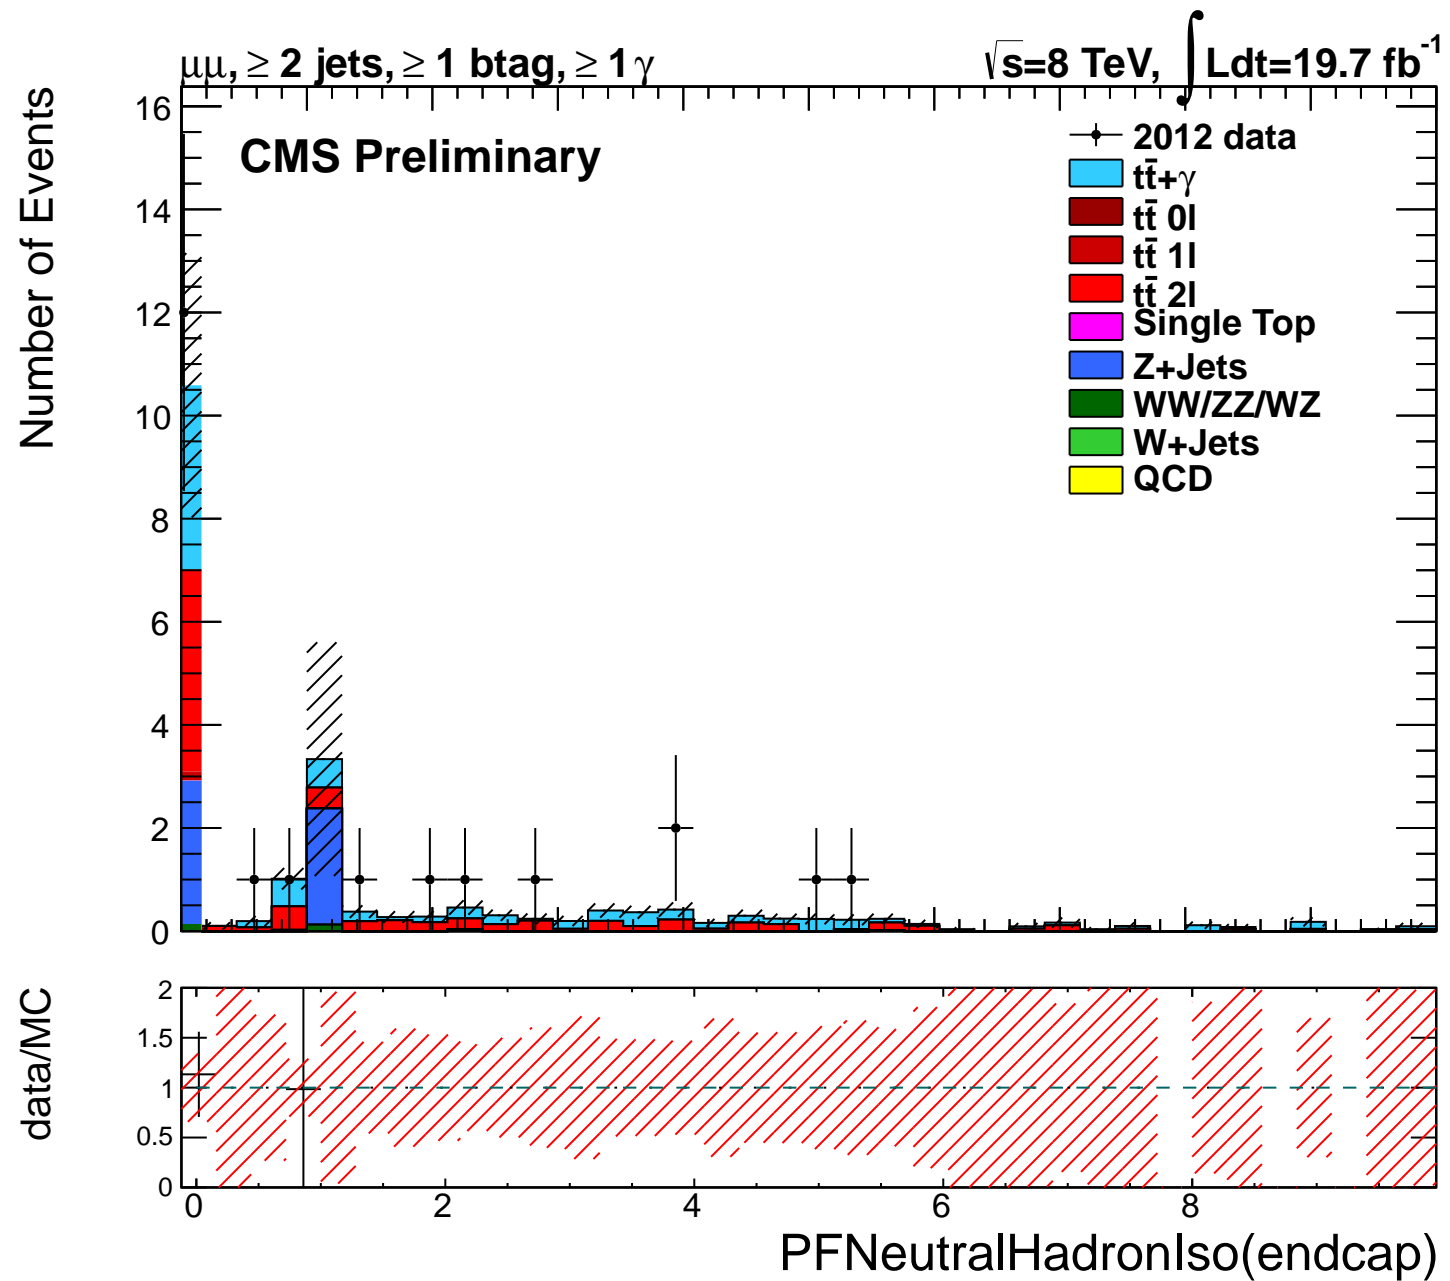 μμ, ≥ 2 jets, ≥ 1 btag, ≥ 1 γ
√s=8 TeV, ∫ Ldt=19.7 fb⁻¹
CMS Preliminary
2012 data
tt̄+γ
tt̄ 0l
tt̄ 1l
tt̄ 2l
Single Top
Z+Jets
WW/ZZ/WZ
W+Jets
QCD
Number of Events
16
14
12
10
8
6
4
2
0
data/MC
2
1.5
1
0.5
0
0 2 4 6 8
PFNeutralHadronIso(endcap)